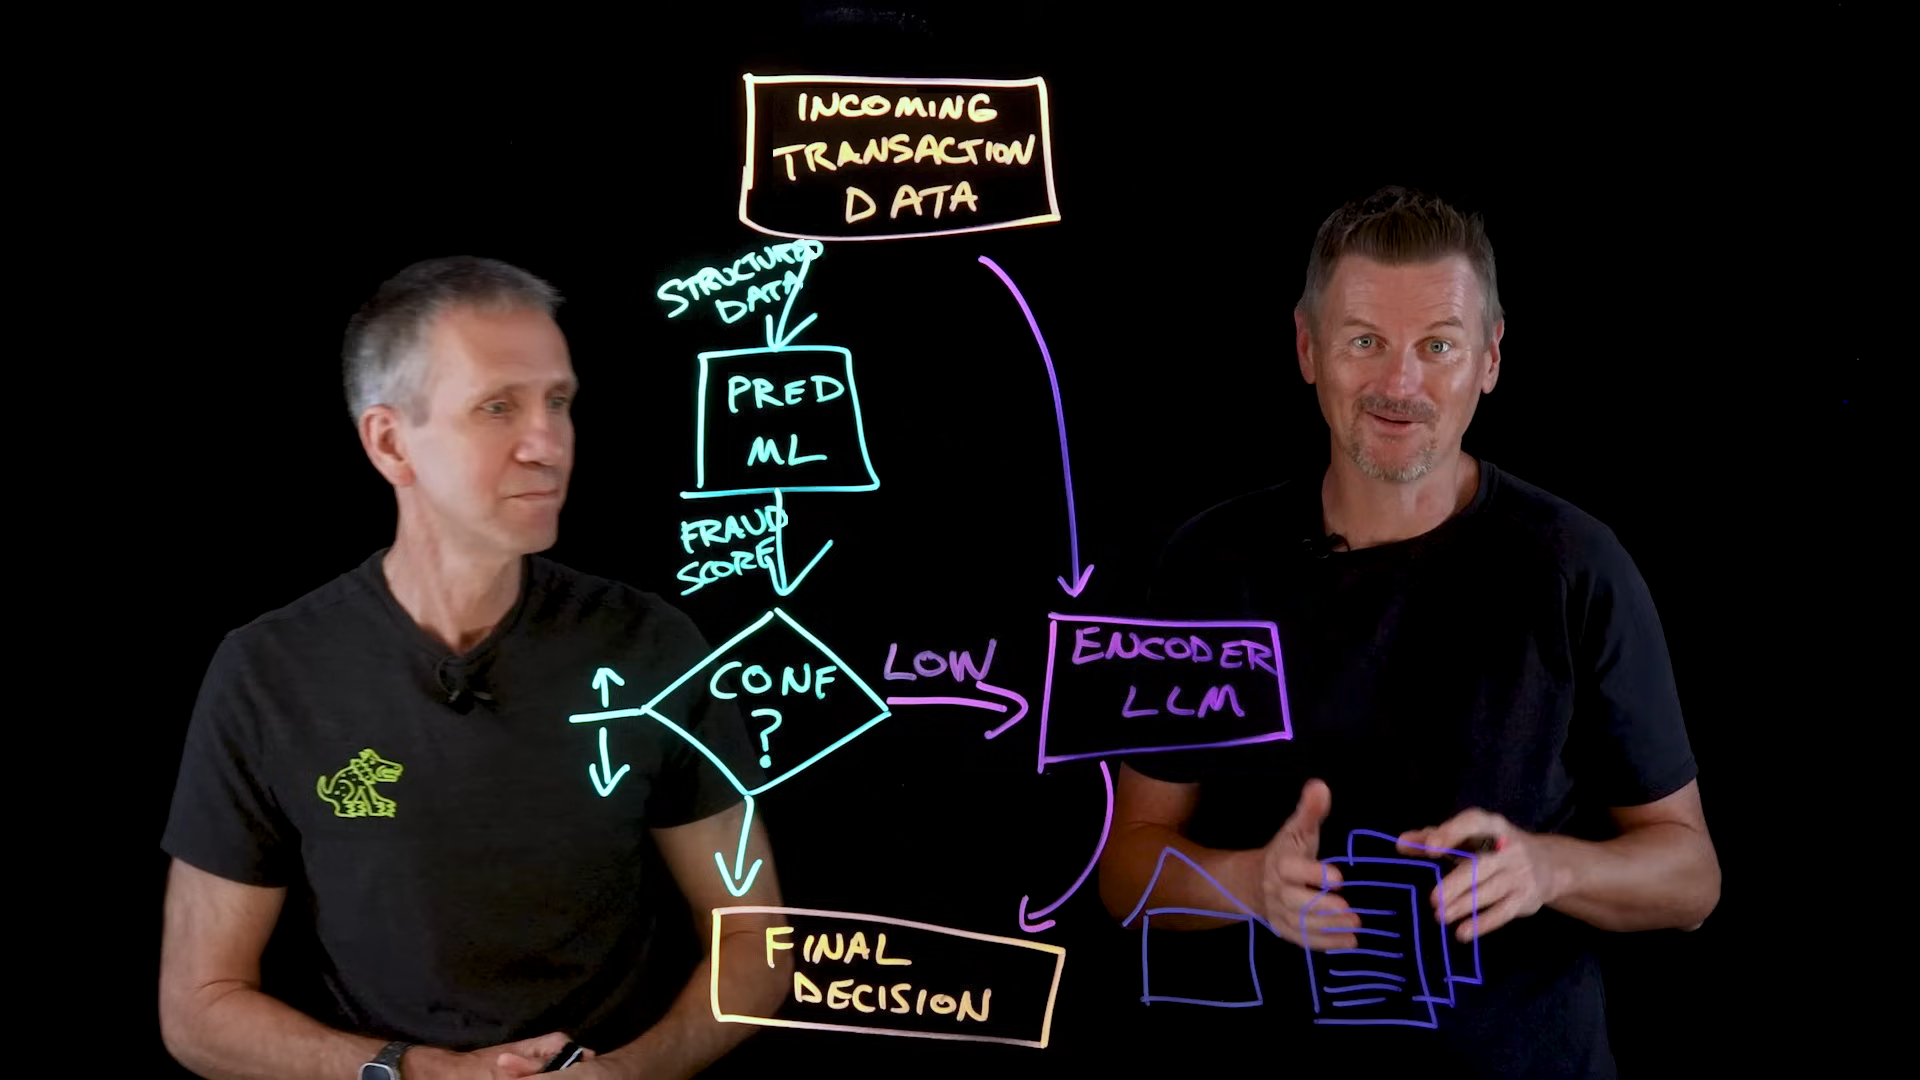 INCOMING
TRANSACTION
DATA
STRUCTURED
DATA
PRED
ML
FRAUD
SCORE
CONF
?
LOW
ENCODER
LLM
FINAL
DECISION